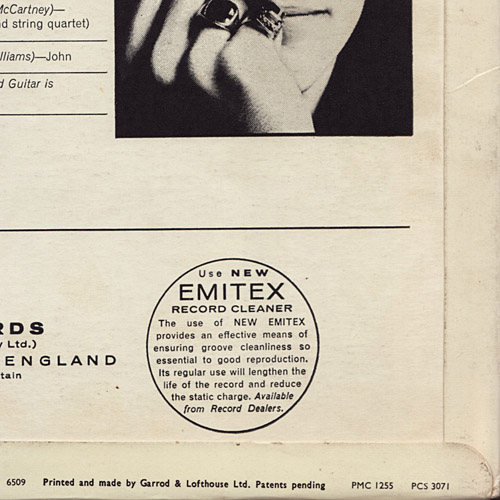 McCartney)—
nd string quartet)
lliams)—John
d Guitar is
Use NEW
EMITEX
RECORD CLEANER
The use of NEW EMITEX
provides an effective means of
ensuring groove cleanliness so
essential to good reproduction.
Its regular use will lengthen the
life of the record and reduce
the static charge. Available
from Record Dealers.
RDS
y Ltd.)
ENGLAND
tain
6509 Printed and made by Garrod & Lofthouse Ltd. Patents pending PMC 1255 PCS 3071